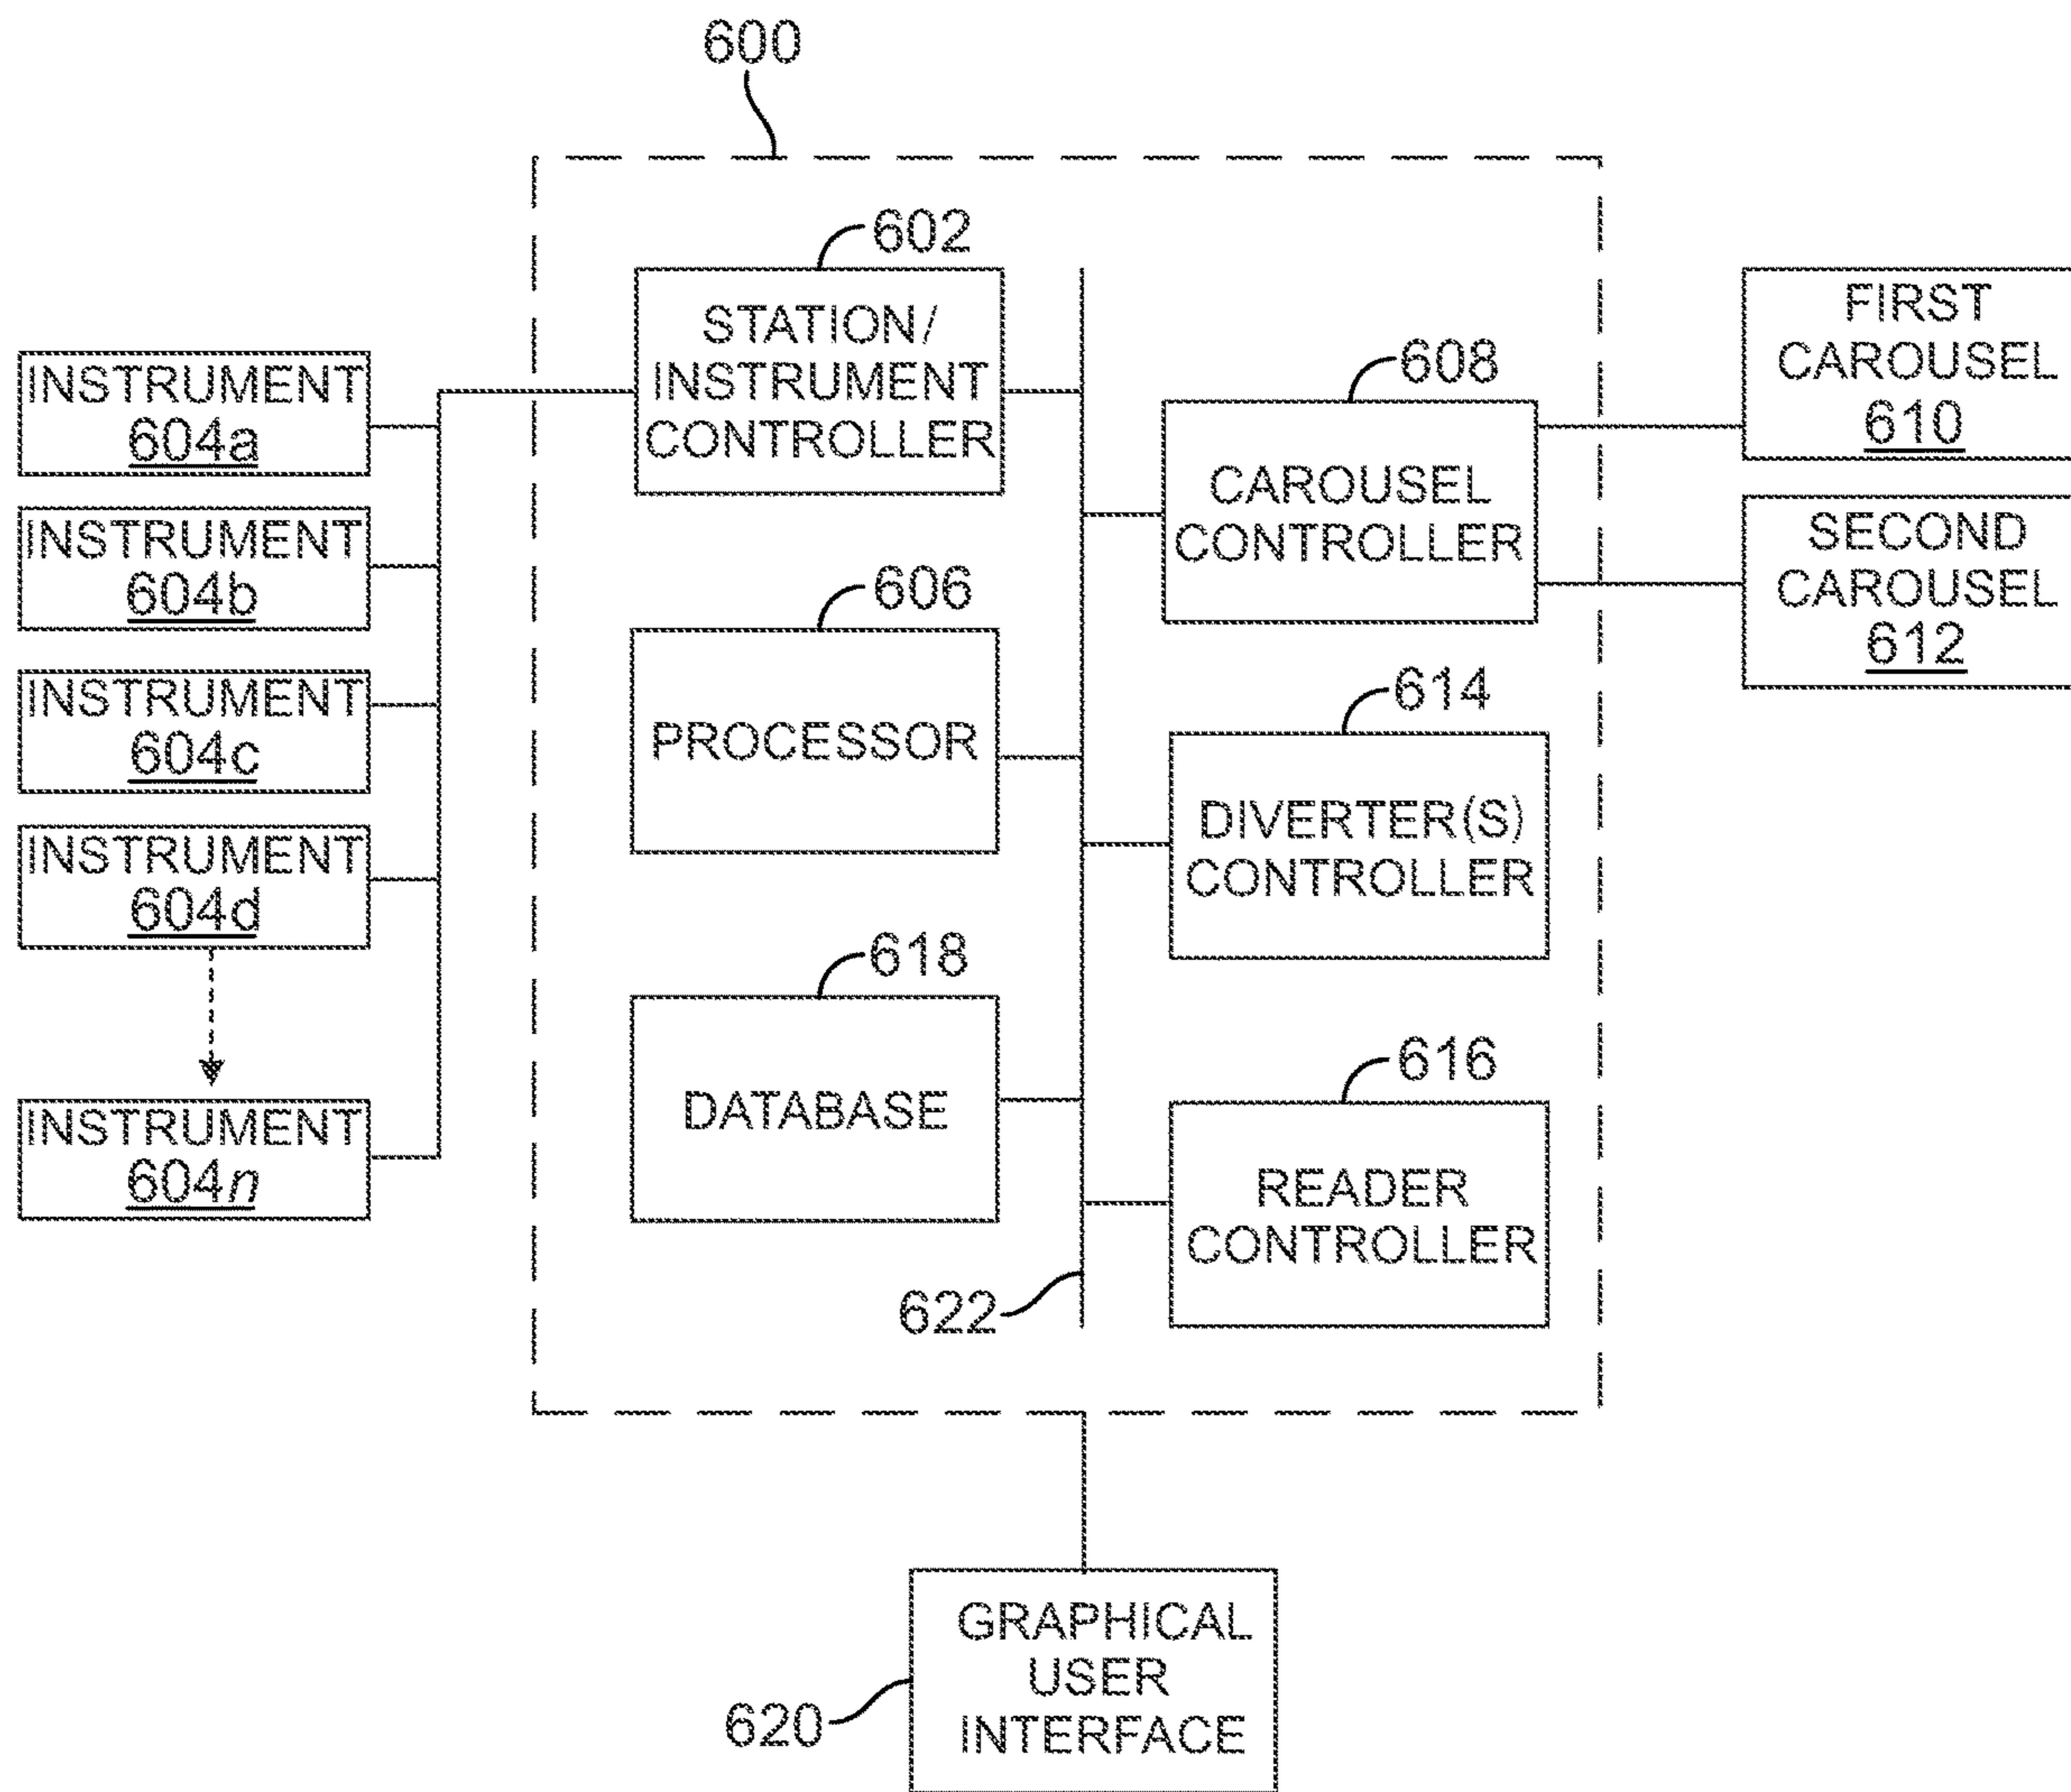 600
602
STATION/
INSTRUMENT
CONTROLLER
INSTRUMENT
604a
INSTRUMENT
604b
INSTRUMENT
604c
INSTRUMENT
604d
INSTRUMENT
604n
606
PROCESSOR
618
DATABASE
608
CAROUSEL
CONTROLLER
614
DIVERTER(S)
CONTROLLER
616
READER
CONTROLLER
622
FIRST
CAROUSEL
610
SECOND
CAROUSEL
612
620
GRAPHICAL
USER
INTERFACE